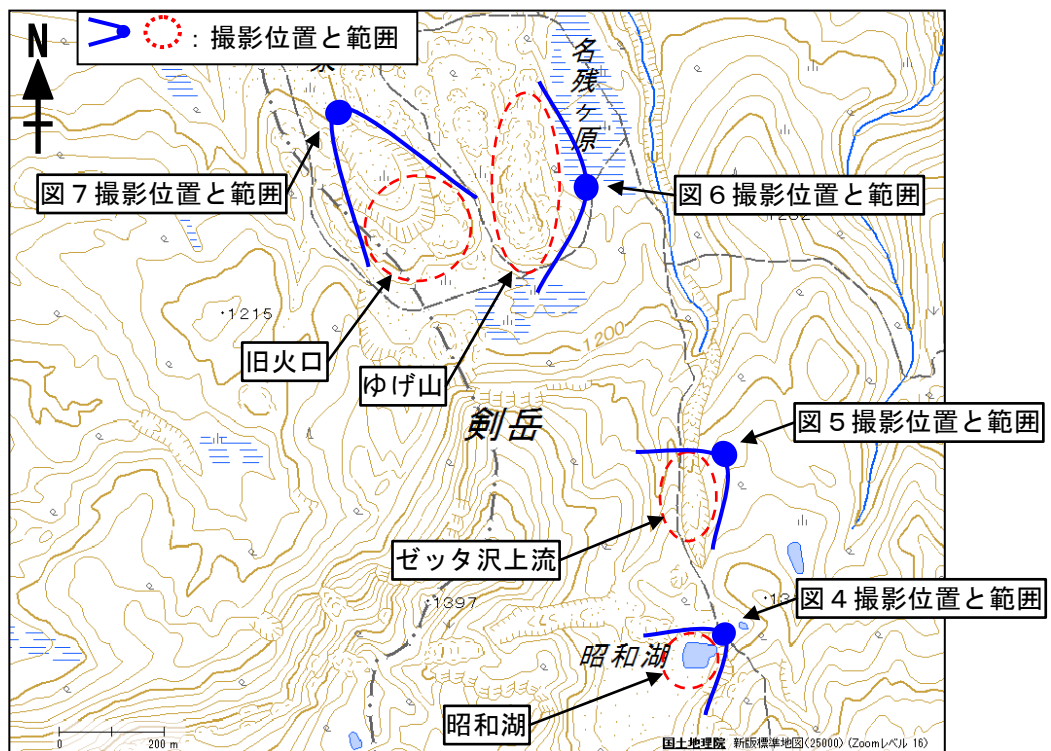 N
: 撮影位置と範囲
名残ヶ原
図7撮影位置と範囲
図6撮影位置と範囲
・1215
1200
旧火口
ゆげ山
剣岳
図5撮影位置と範囲
ゼッタ沢上流
・1397
図4撮影位置と範囲
昭和湖
昭和湖
0
200 m
国土地理院 新版標準地図(25000) (Zoomレベル 16)